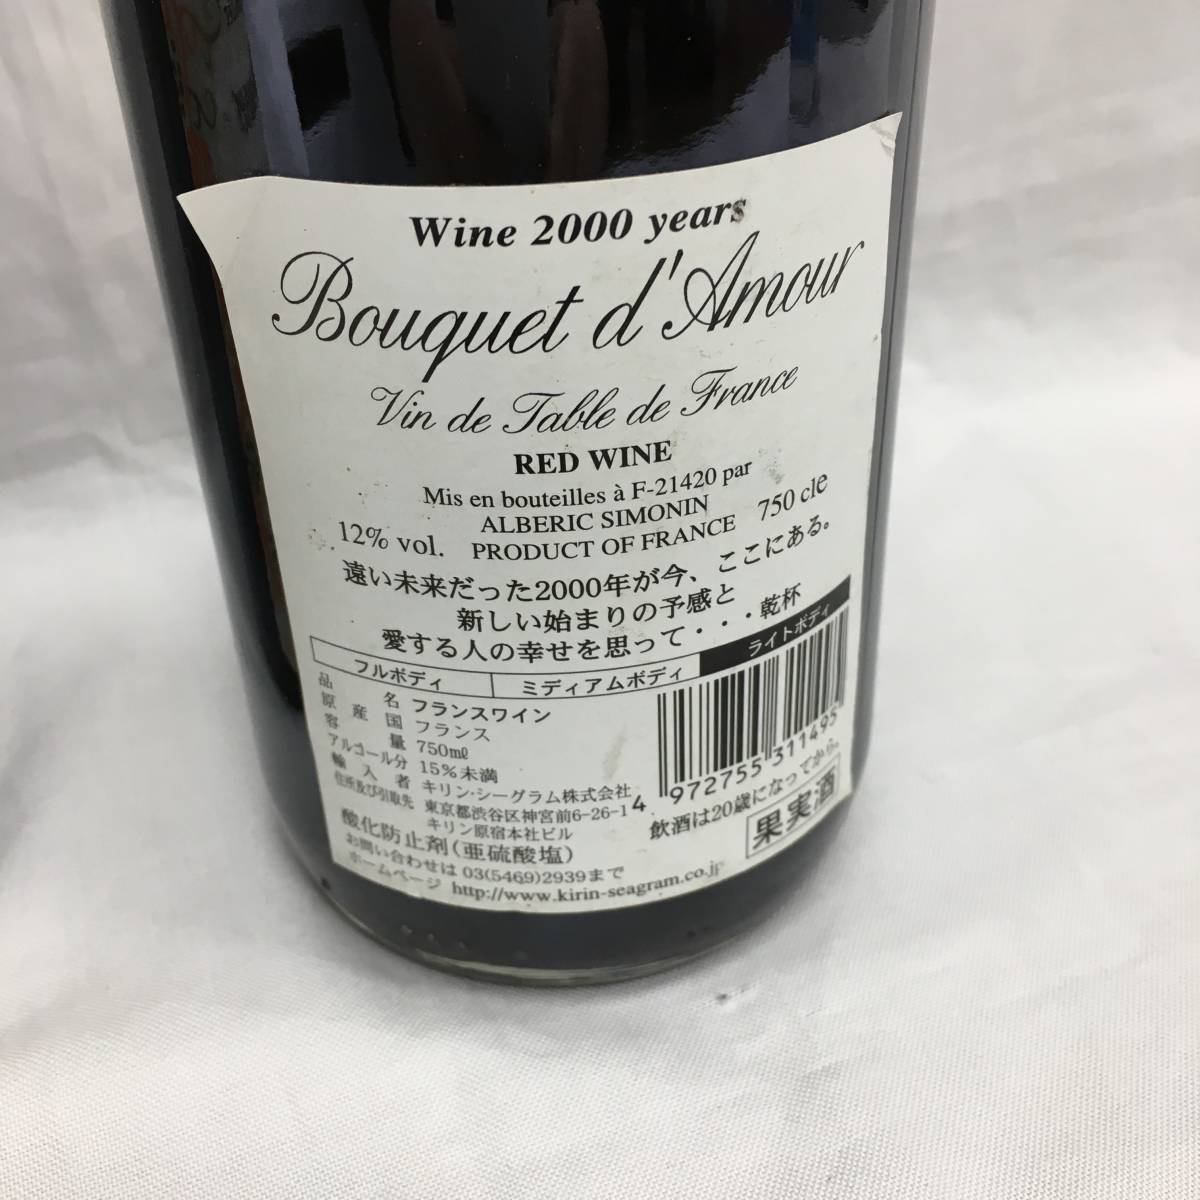 Wine 2000 years
Bouquet d'Amour
Vin de Table de France
RED WINE
Mis en bouteilles à F-21420 par
ALBERIC SIMONIN
12% vol. PRODUCT OF FRANCE 750 cle
遠い未来だった2000年が今、ここにある。
新しい始まりの予感と
愛する人の幸せを思って・・・乾杯
フルボディ ミディアムボディ ライトボディ
品名 フランスワイン
原産国 フランス
容量 750mℓ
アルコール分 15%未満
輸入者 キリン・シーグラム株式会社
住所及び引取先 東京都渋谷区神宮前6-26-1
キリン原宿本社ビル
酸化防止剤(亜硫酸塩)
お問い合わせは 03(5469)2939まで
ホームページ http://www.kirin-seagram.co.jp
4 972755 311495
飲酒は20歳になってから。
果実酒